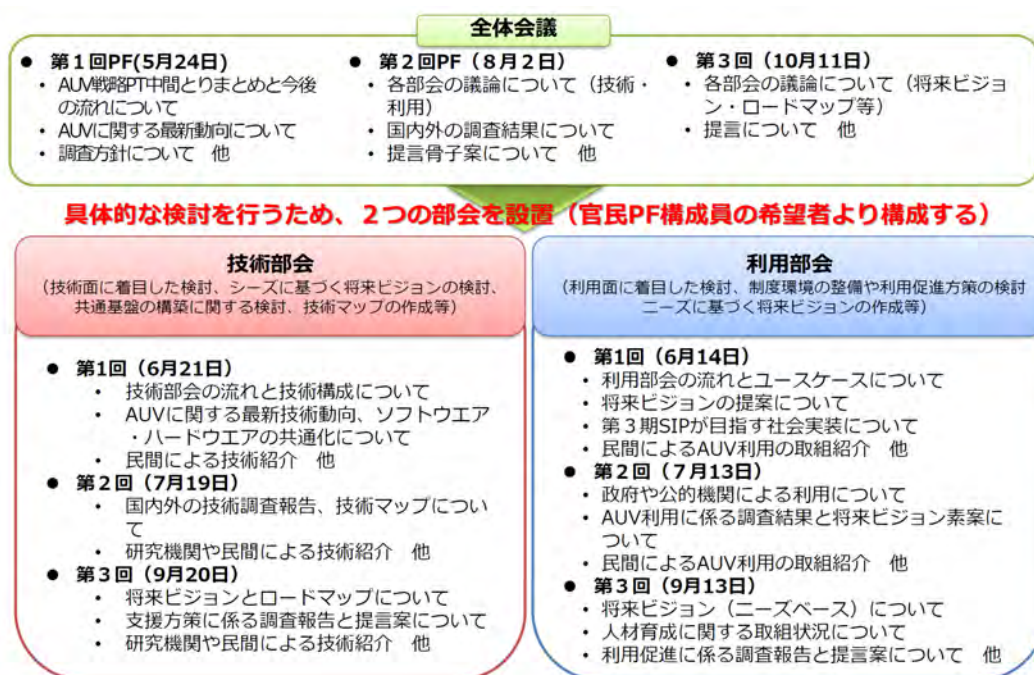 全体会議
● 第１回PF(5月24日)
・ AUV戦略PT中間とりまとめと今後
の流れについて
・ AUVに関する最新動向について
・ 調査方針について　他
● 第２回PF（８月２日）
・ 各部会の議論について（技術・
利用）
・ 国内外の調査結果について
・ 提言骨子案について　他
● 第３回（10月11日）
・ 各部会の議論について（将来ビジョ
ン・ロードマップ等）
・ 提言について　他
具体的な検討を行うため、２つの部会を設置（官民PF構成員の希望者より構成する）
技術部会
（技術面に着目した検討、シーズに基づく将来ビジョンの検討、
共通基盤の構築に関する検討、技術マップの作成等）
● 第1回（6月21日）
・ 技術部会の流れと技術構成について
・ AUVに関する最新技術動向、ソフトウエア
・ハードウエアの共通化について
・ 民間による技術紹介　他
● 第２回（7月19日）
・ 国内外の技術調査報告、技術マップについ
て
・ 研究機関や民間による技術紹介　他
● 第３回（9月20日）
・ 将来ビジョンとロードマップについて
・ 支援方策に係る調査報告と提言案について
・ 研究機関や民間による技術紹介　他
利用部会
（利用面に着目した検討、制度環境の整備や利用促進方策の検討
ニーズに基づく将来ビジョンの作成等）
● 第1回（6月14日）
・ 利用部会の流れとユースケースについて
・ 将来ビジョンの提案について
・ 第３期SIPが目指す社会実装について
・ 民間によるAUV利用の取組紹介　他
● 第２回（７月13日）
・ 政府や公的機関による利用について
・ AUV利用に係る調査結果と将来ビジョン素案に
ついて
・ 民間によるAUV利用の取組紹介　他
● 第３回（9月13日）
・ 将来ビジョン（ニーズベース）について
・ 人材育成に関する取組状況について
・ 利用促進に係る調査報告と提言案について　他